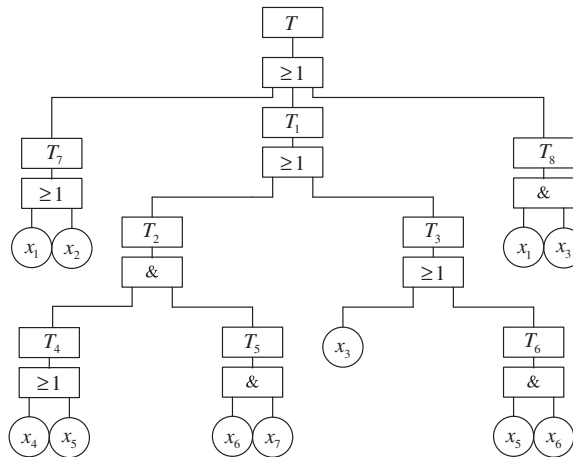 T
≥1
T₁
T₇
T₈
≥1
≥1
&
x₁ x₂
T₂
T₃
x₁ x₃
&
≥1
T₄
T₅
x₃
T₆
≥1
&
&
x₄ x₅
x₆ x₇
x₅ x₆